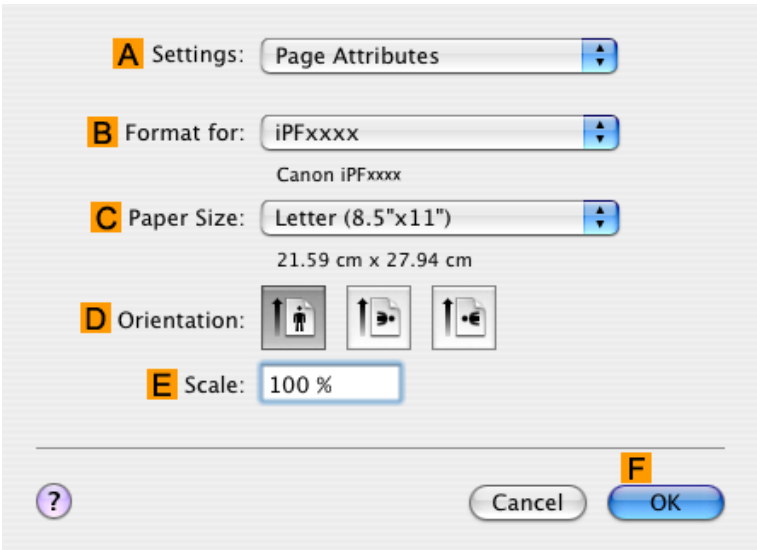 A Settings: Page Attributes
B Format for: iPFxxxx
Canon iPFxxxx
C Paper Size: Letter (8.5"x11")
21.59 cm x 27.94 cm
D Orientation:
E Scale: 100 %
F
? Cancel OK